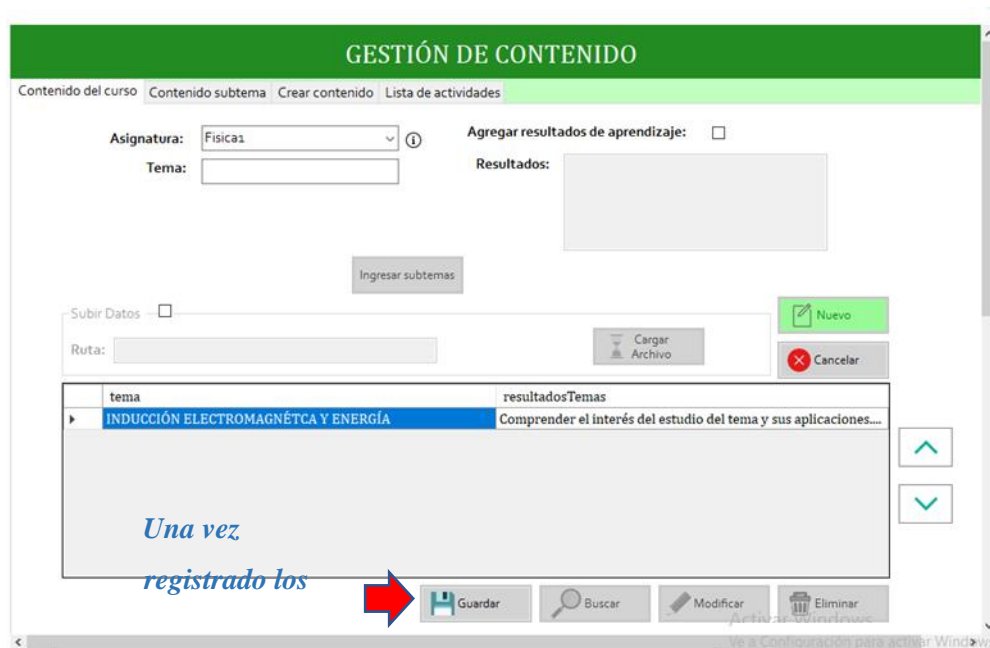 GESTIÓN DE CONTENIDO
Contenido del curso Contenido subtema Crear contenido Lista de actividades
Asignatura: Fisica1
Agregar resultados de aprendizaje:
Tema:
Resultados:
Ingresar subtemas
Subir Datos
Nuevo
Ruta:
Cargar
Archivo
Cancelar
tema resultadosTemas
INDUCCIÓN ELECTROMAGNÉTCA Y ENERGÍA Comprender el interés del estudio del tema y sus aplicaciones....
Una vez
registrado los
Guardar Buscar Modificar Eliminar
Activar Windows
Ve a Configuración para activar Windows